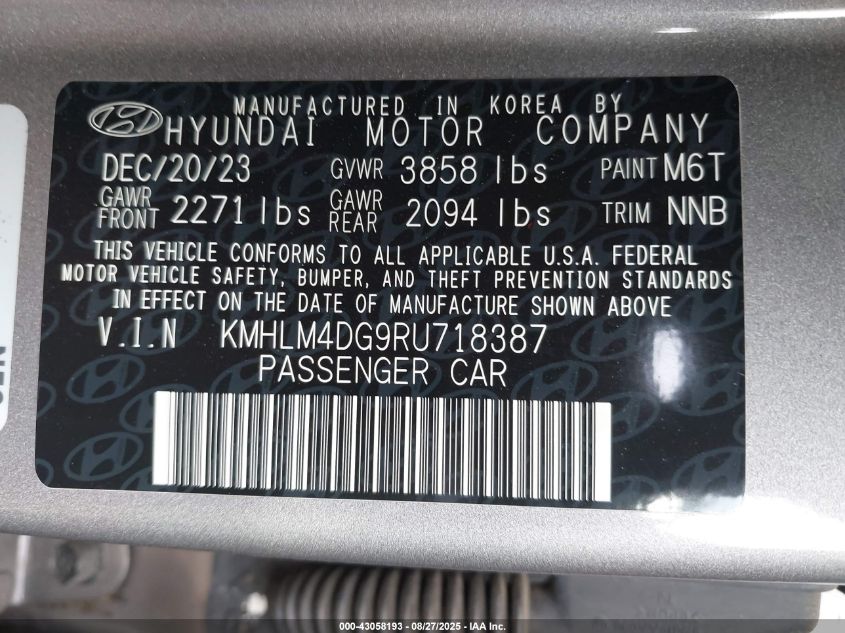 MANUFACTURED IN KOREA BY
HYUNDAI MOTOR COMPANY
DEC/20/23 GVWR 3858 lbs PAINT M6T
GAWR FRONT 2271 lbs GAWR REAR 2094 lbs TRIM NNB
THIS VEHICLE CONFORMS TO ALL APPLICABLE U.S.A. FEDERAL
MOTOR VEHICLE SAFETY, BUMPER, AND THEFT PREVENTION STANDARDS
IN EFFECT ON THE DATE OF MANUFACTURE SHOWN ABOVE
V.I.N KMHLM4DG9RU718387
PASSENGER CAR
000-43058193 - 08/27/2025 - IAA Inc.